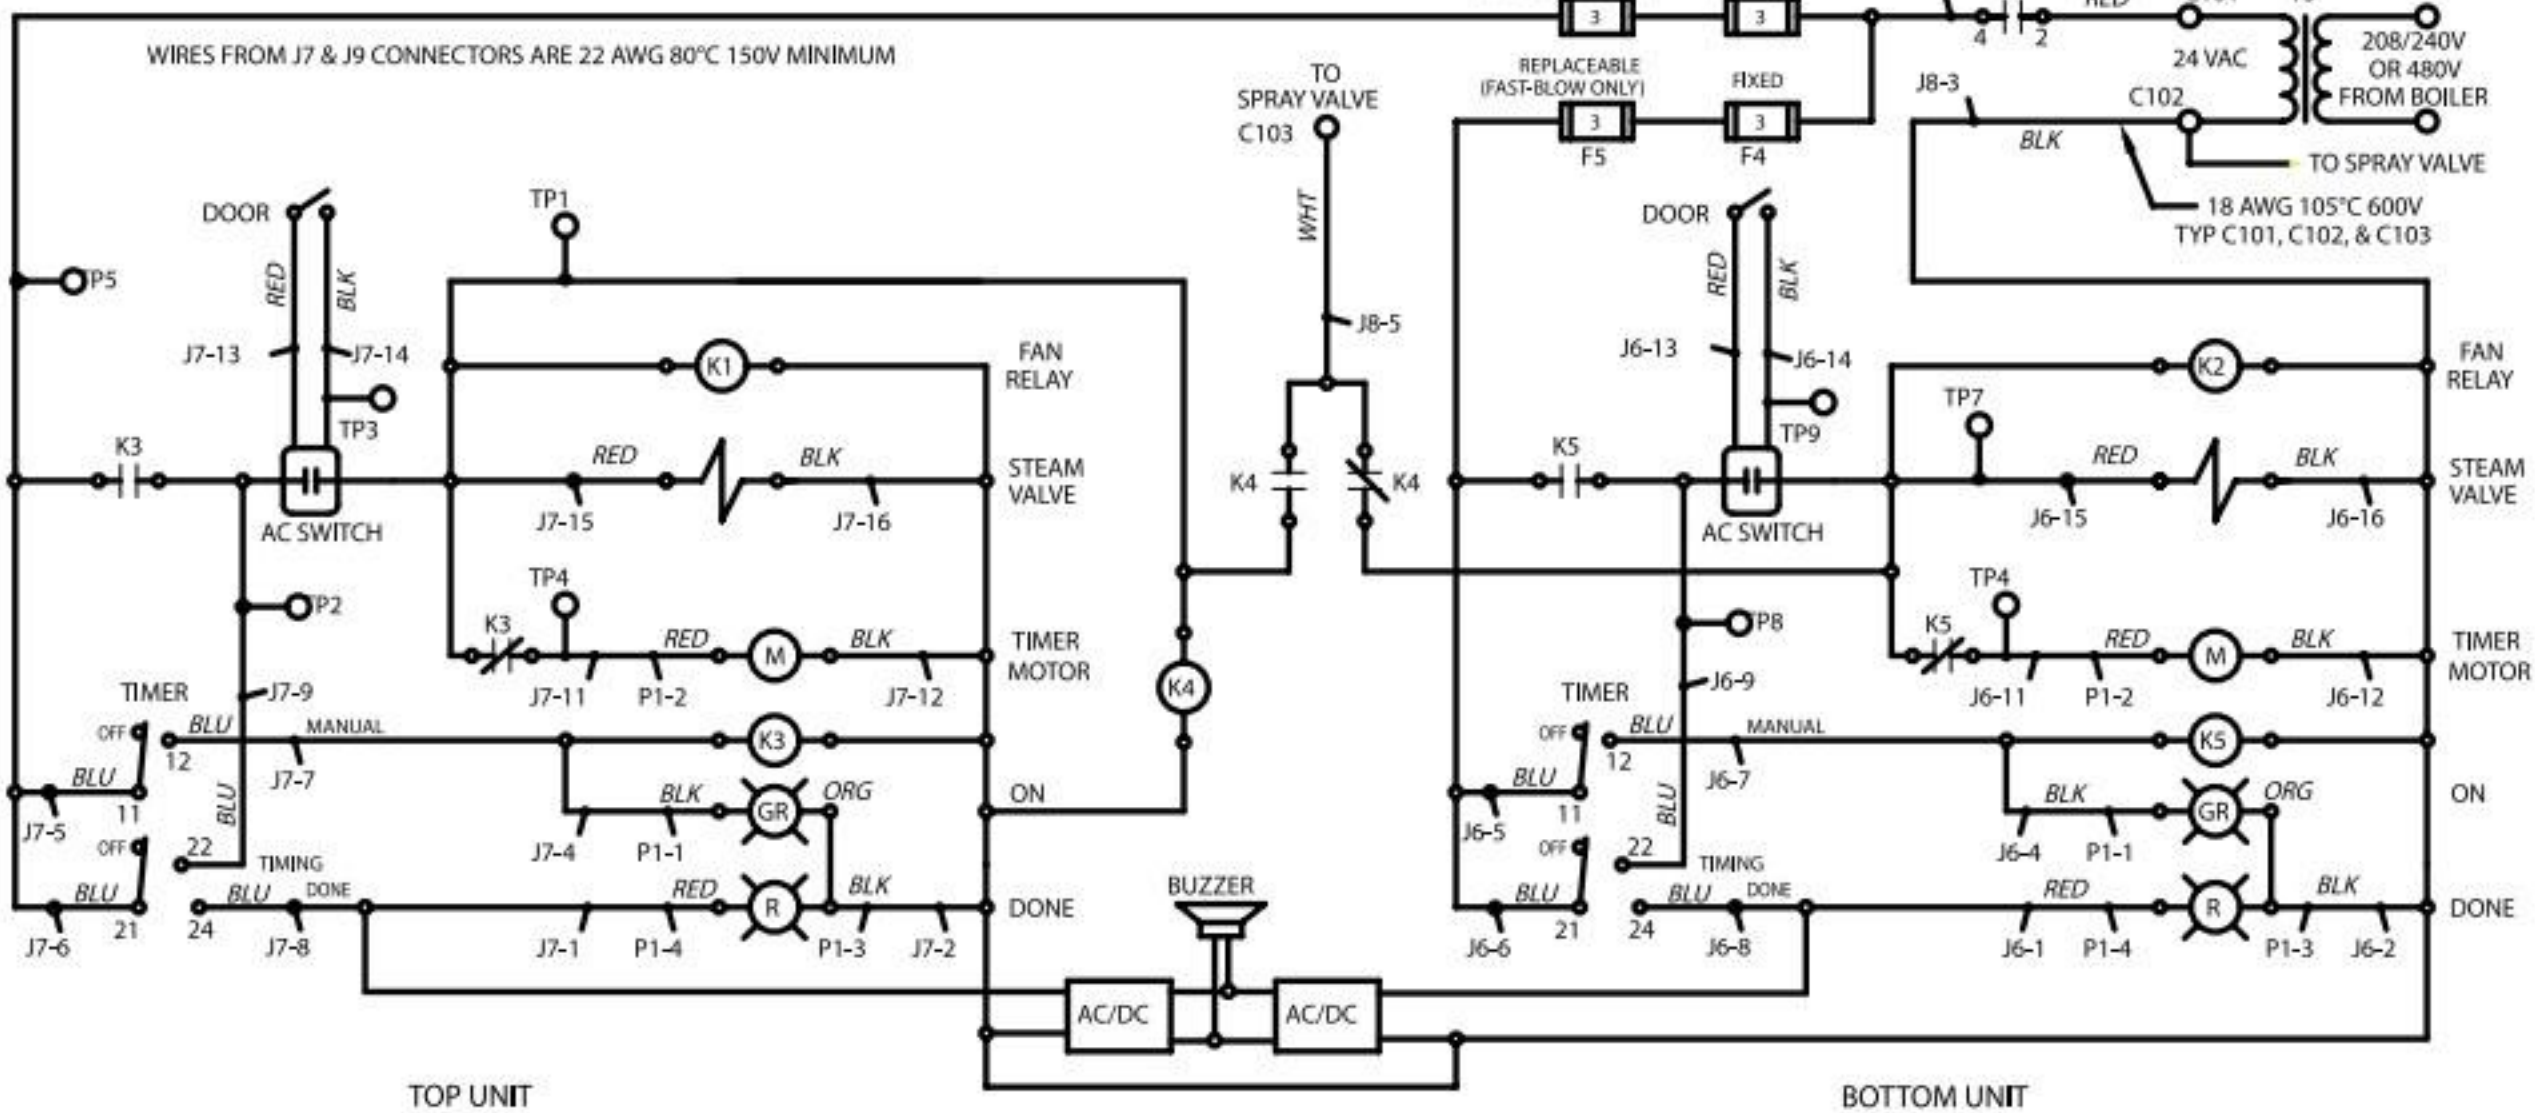 3
3
RED
4
2
WIRES FROM J7 & J9 CONNECTORS ARE 22 AWG 80°C 150V MINIMUM
24 VAC
208/240V
OR 480V
FROM BOILER
TO
SPRAY VALVE
C103
REPLACEABLE
(FAST-BLOW ONLY)
FIXED
3
3
F5
F4
J8-3
C102
BLK
TO SPRAY VALVE
18 AWG 105°C 600V
TYP C101, C102, & C103
WHT
J8-5
TP5
DOOR
RED
BLK
J7-13
J7-14
TP3
TP1
K1
FAN
RELAY
K3
AC SWITCH
RED
BLK
J7-15
J7-16
STEAM
VALVE
TP2
TP4
K3
RED
M
BLK
J7-11
P1-2
J7-12
TIMER
MOTOR
J7-9
TIMER
OFF
BLU
12
MANUAL
J7-7
K3
BLU
11
J7-5
BLU
BLK
GR
ORG
J7-4
P1-1
ON
OFF
22
TIMING
BLU
21
J7-6
24
BLU
DONE
J7-8
RED
R
BLK
J7-1
P1-4
P1-3
J7-2
DONE
K4
K4
K4
BUZZER
AC/DC
AC/DC
DOOR
RED
BLK
J6-13
J6-14
TP9
K5
AC SWITCH
K2
FAN
RELAY
TP7
RED
BLK
J6-15
J6-16
STEAM
VALVE
TP8
TP4
K5
RED
M
BLK
J6-11
P1-2
J6-12
TIMER
MOTOR
J6-9
TIMER
OFF
BLU
12
MANUAL
J6-7
K5
BLU
11
J6-5
BLU
BLK
GR
ORG
J6-4
P1-1
ON
OFF
22
TIMING
BLU
21
J6-6
24
BLU
DONE
J6-8
RED
R
BLK
J6-1
P1-4
P1-3
J6-2
DONE
TOP UNIT
BOTTOM UNIT